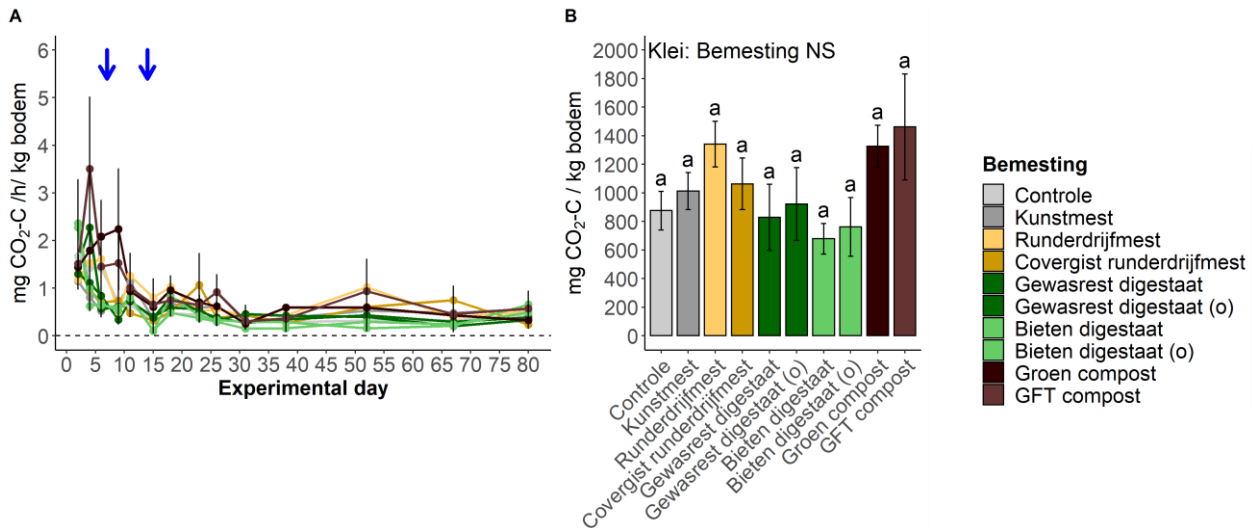 A
mg CO₂-C /h/ kg bodem
6
5
4
3
2
1
0
0 5 10 15 20 25 30 35 40 45 50 55 60 65 70 75 80
Experimental day
B
mg CO₂-C / kg bodem
Klei: Bemesting NS
2000
1800
1600
1400
1200
1000
800
600
400
200
0
a a a a a a a a a a
Controle
Kunstmest
Runderdrijfmest
Covergist runderdrijfmest
Gewasrest digestaat
Gewasrest digestaat (o)
Bieten digestaat
Bieten digestaat (o)
Groen compost
GFT compost
Bemesting
Controle
Kunstmest
Runderdrijfmest
Covergist runderdrijfmest
Gewasrest digestaat
Gewasrest digestaat (o)
Bieten digestaat
Bieten digestaat (o)
Groen compost
GFT compost